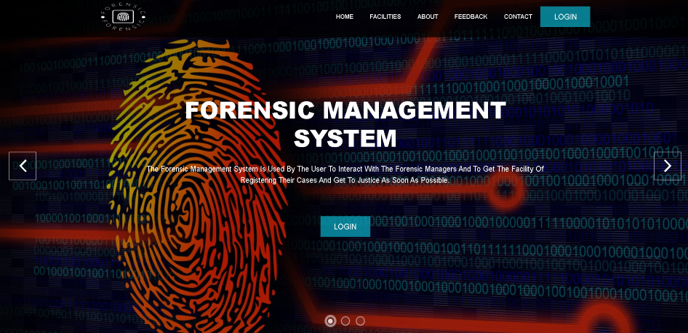 FORENSIC
FORENSIC
HOME FACILITIES ABOUT FEEDBACK CONTACT LOGIN
FORENSIC MANAGEMENT
SYSTEM
The Forensic Management System Is Used By The User To Interact With The Forensic Managers And To Get The Facility Of
Registering Their Cases And Get To Justice As Soon As Possible.
LOGIN